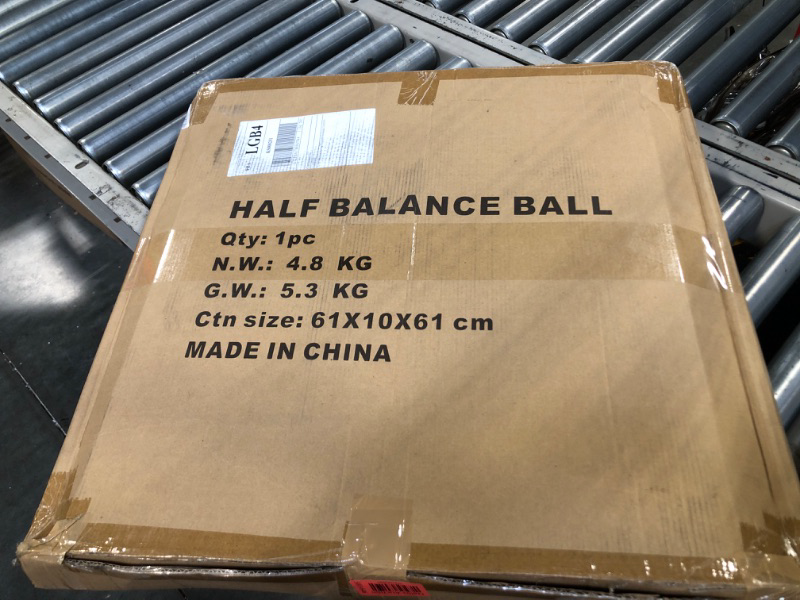 LGB4
HALF BALANCE BALL
Qty: 1pc
N.W.: 4.8 KG
G.W.: 5.3 KG
Ctn size: 61X10X61 cm
MADE IN CHINA